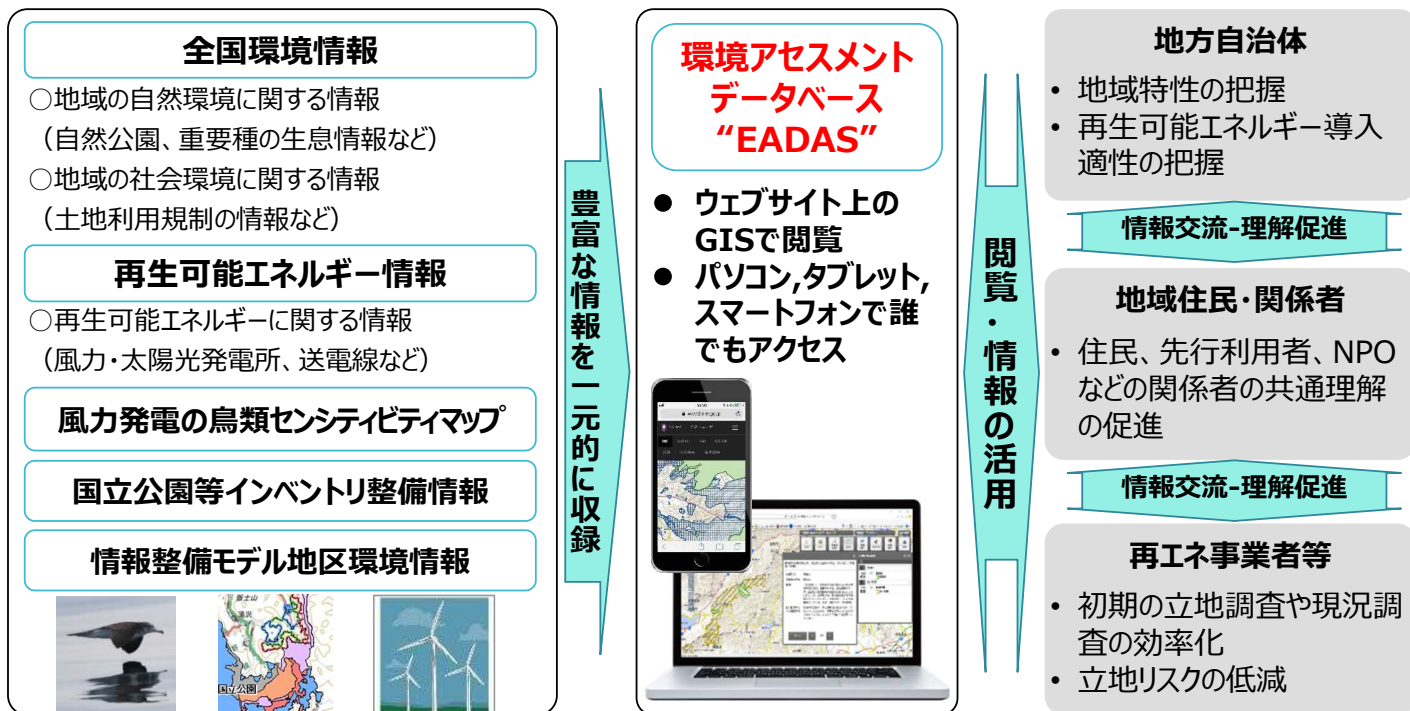 全国環境情報
○地域の自然環境に関する情報
（自然公園、重要種の生息情報など）
○地域の社会環境に関する情報
（土地利用規制の情報など）
再生可能エネルギー情報
○再生可能エネルギーに関する情報
（風力・太陽光発電所、送電線など）
風力発電の鳥類センシティビティマップ
国立公園等インベントリ整備情報
情報整備モデル地区環境情報
国立公園
豊富な情報を一元的に収録
環境アセスメント
データベース
“EADAS”
● ウェブサイト上の
GISで閲覧
● パソコン,タブレット,
スマートフォンで誰
でもアクセス
閲覧・情報の活用
地方自治体
• 地域特性の把握
• 再生可能エネルギー導入
適性の把握
情報交流-理解促進
地域住民・関係者
• 住民、先行利用者、NPO
などの関係者の共通理解
の促進
情報交流-理解促進
再エネ事業者等
• 初期の立地調査や現況調
査の効率化
• 立地リスクの低減